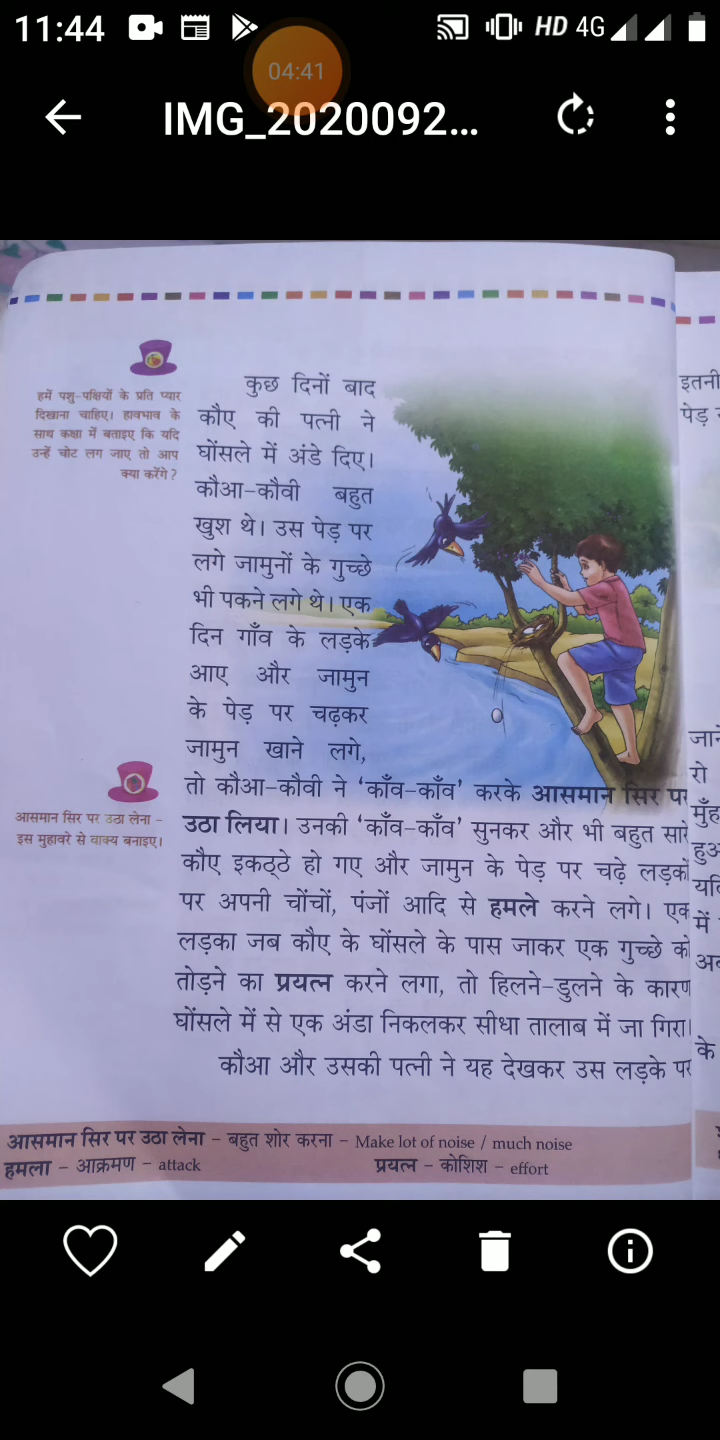 11:44
HD 4G
04:41
IMG_2020092...
हमें पशु-पक्षियों के प्रति प्यार
दिखाना चाहिए। हावभाव के
साथ कक्षा में बताइए कि यदि
उन्हें चोट लग जाए तो आप
क्या करेंगे?
कुछ दिनों बाद
कौए की पत्नी ने
घोंसले में अंडे दिए।
कौआ-कौवी बहुत
खुश थे। उस पेड़ पर
लगे जामुनों के गुच्छे
भी पकने लगे थे। एक
दिन गाँव के लड़के
आए और जामुन
के पेड़ पर चढ़कर
जामुन खाने लगे,
तो कौआ-कौवी ने 'काँव-काँव' करके आसमान सिर पर
उठा लिया। उनकी 'काँव-काँव' सुनकर और भी बहुत सारे
कौए इकट्ठे हो गए और जामुन के पेड़ पर चढ़े लड़कों
पर अपनी चोंचों, पंजों आदि से हमले करने लगे। एक
लड़का जब कौए के घोंसले के पास जाकर एक गुच्छे को
तोड़ने का प्रयत्न करने लगा, तो हिलने-डुलने के कारण
घोंसले में से एक अंडा निकलकर सीधा तालाब में जा गिरा।
कौआ और उसकी पत्नी ने यह देखकर उस लड़के पर
आसमान सिर पर उठा लेना -
इस मुहावरे से वाक्य बनाइए।
आसमान सिर पर उठा लेना - बहुत शोर करना - Make lot of noise / much noise
हमला - आक्रमण - attack
प्रयत्न - कोशिश - effort
इतनी
पेड़
रो
में
के